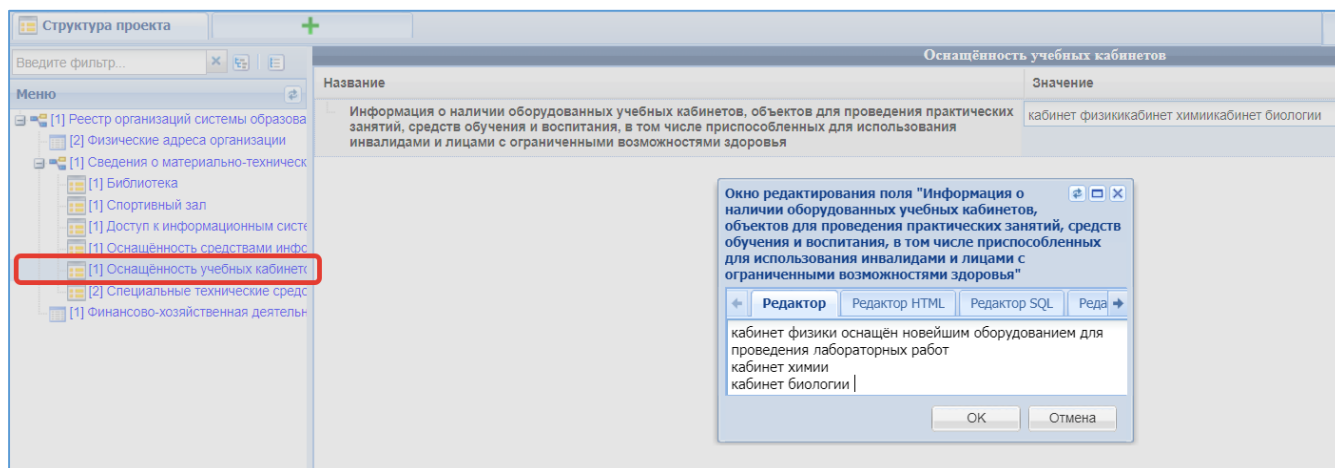 Структура проекта
Введите фильтр...
Меню
[1] Реестр организаций системы образова
[2] Физические адреса организации
[1] Сведения о материально-техническ
[1] Библиотека
[1] Спортивный зал
[1] Доступ к информационным систе
[1] Оснащённость средствами инфо
[1] Оснащённость учебных кабинето
[2] Специальные технические средс
[1] Финансово-хозяйственная деятельн
Оснащённость учебных кабинетов
Название
Значение
Информация о наличии оборудованных учебных кабинетов, объектов для проведения практических
занятий, средств обучения и воспитания, в том числе приспособленных для использования
инвалидами и лицами с ограниченными возможностями здоровья
кабинет физикикабинет химиикабинет биологии
Окно редактирования поля "Информация о
наличии оборудованных учебных кабинетов,
объектов для проведения практических занятий, средств
обучения и воспитания, в том числе приспособленных
для использования инвалидами и лицами с
ограниченными возможностями здоровья"
Редактор
Редактор HTML
Редактор SQL
Реда
кабинет физики оснащён новейшим оборудованием для
проведения лабораторных работ
кабинет химии
кабинет биологии
OK
Отмена